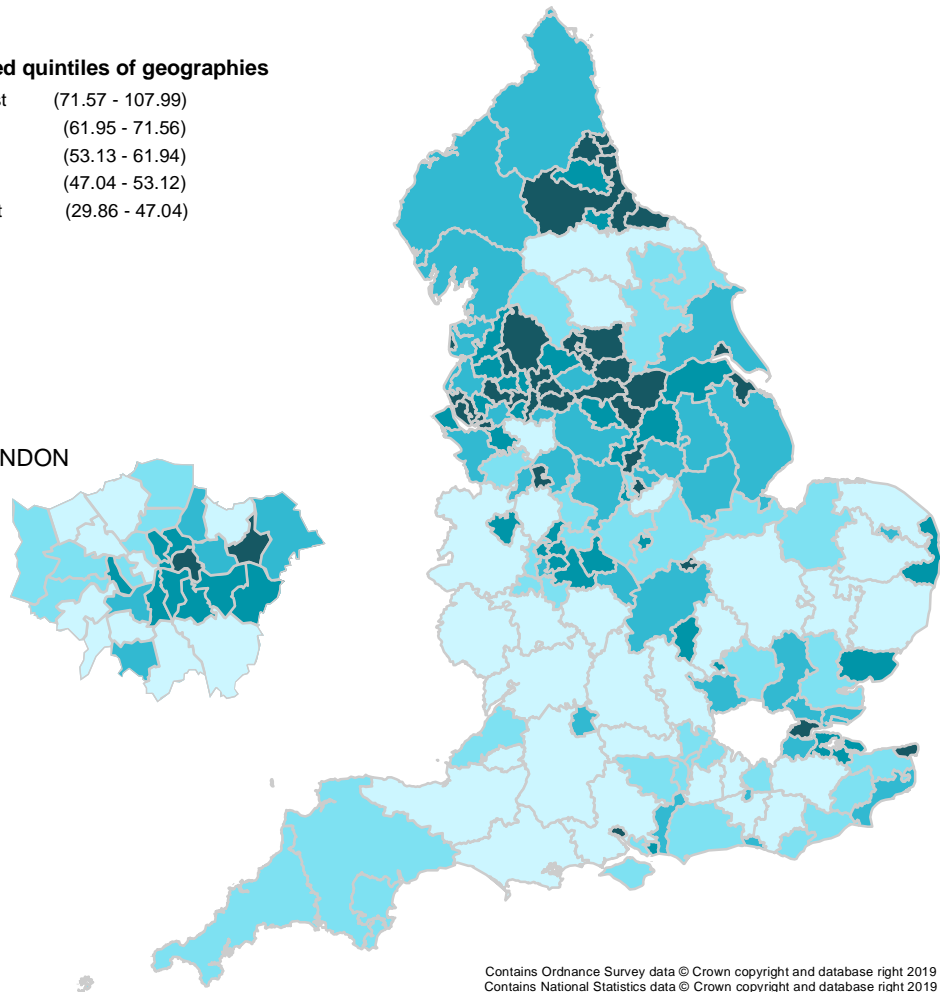 ed quintiles of geographies
st (71.57 - 107.99)
(61.95 - 71.56)
(53.13 - 61.94)
(47.04 - 53.12)
t (29.86 - 47.04)
NDON
Contains Ordnance Survey data © Crown copyright and database right 2019
Contains National Statistics data © Crown copyright and database right 2019